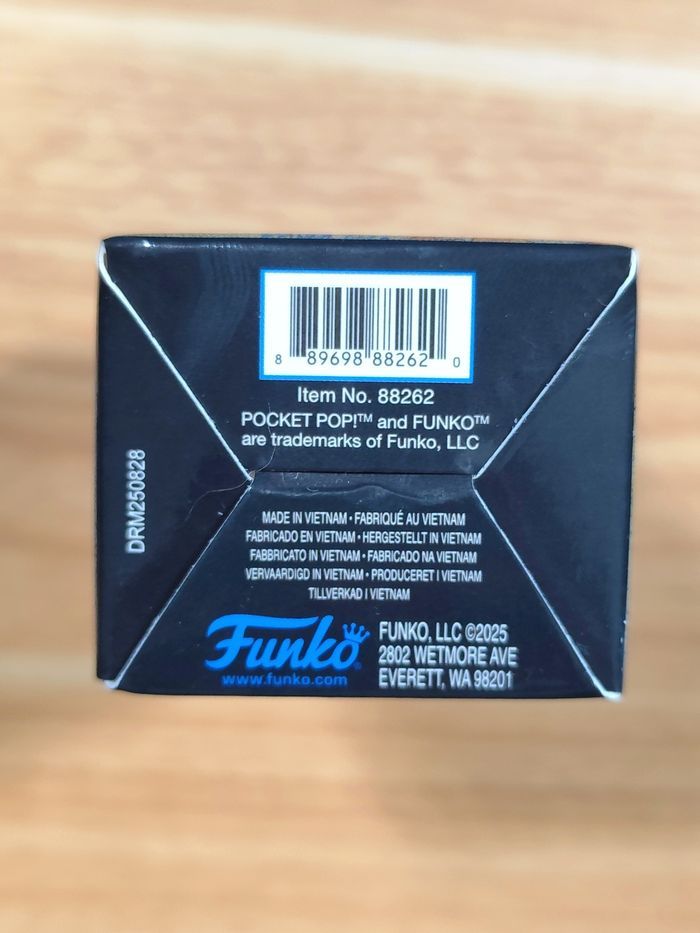 8 89698 88262 0
Item No. 88262
POCKET POP!™ and FUNKO™
are trademarks of Funko, LLC
DRM250828
MADE IN VIETNAM • FABRIQUÉ AU VIETNAM
FABRICADO EN VIETNAM • HERGESTELLT IN VIETNAM
FABBRICATO IN VIETNAM • FABRICADO NA VIETNAM
VERVAARDIGD IN VIETNAM • PRODUCERET I VIETNAM
TILLVERKAD I VIETNAM
Funko®
www.funko.com
FUNKO, LLC ©2025
2802 WETMORE AVE
EVERETT, WA 98201